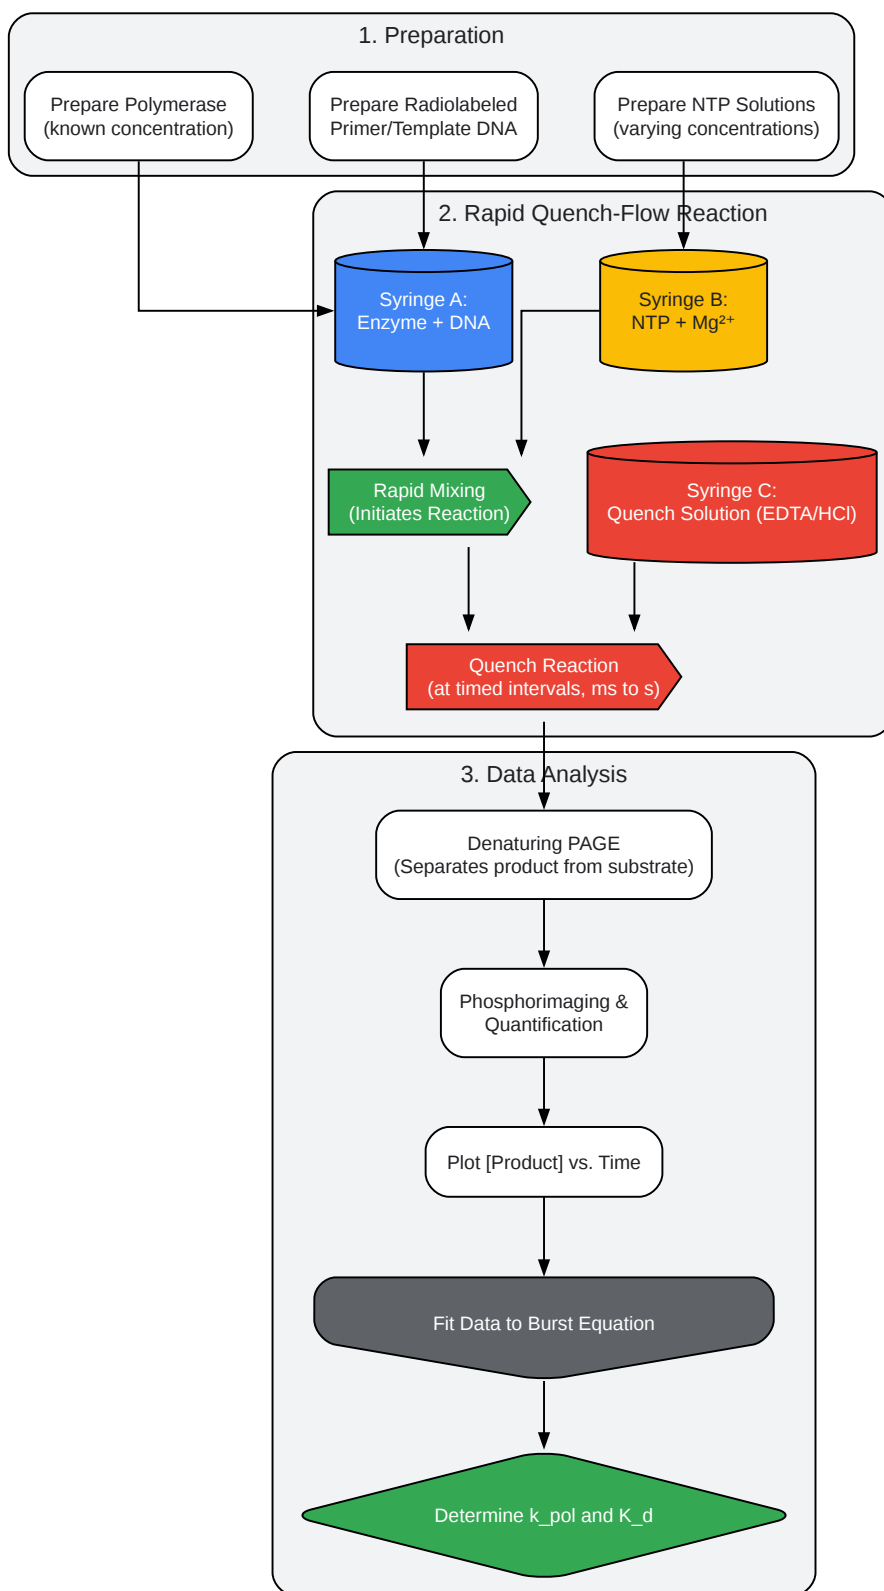 1. Preparation
Prepare Polymerase
(known concentration)
Prepare Radiolabeled
Primer/Template DNA
Prepare NTP Solutions
(varying concentrations)
2. Rapid Quench-Flow Reaction
Syringe A:
Enzyme + DNA
Syringe B:
NTP + Mg²⁺
Rapid Mixing
(Initiates Reaction)
Syringe C:
Quench Solution (EDTA/HCl)
Quench Reaction
(at timed intervals, ms to s)
3. Data Analysis
Denaturing PAGE
(Separates product from substrate)
Phosphorimaging &
Quantification
Plot [Product] vs. Time
Fit Data to Burst Equation
Determine k_pol and K_d